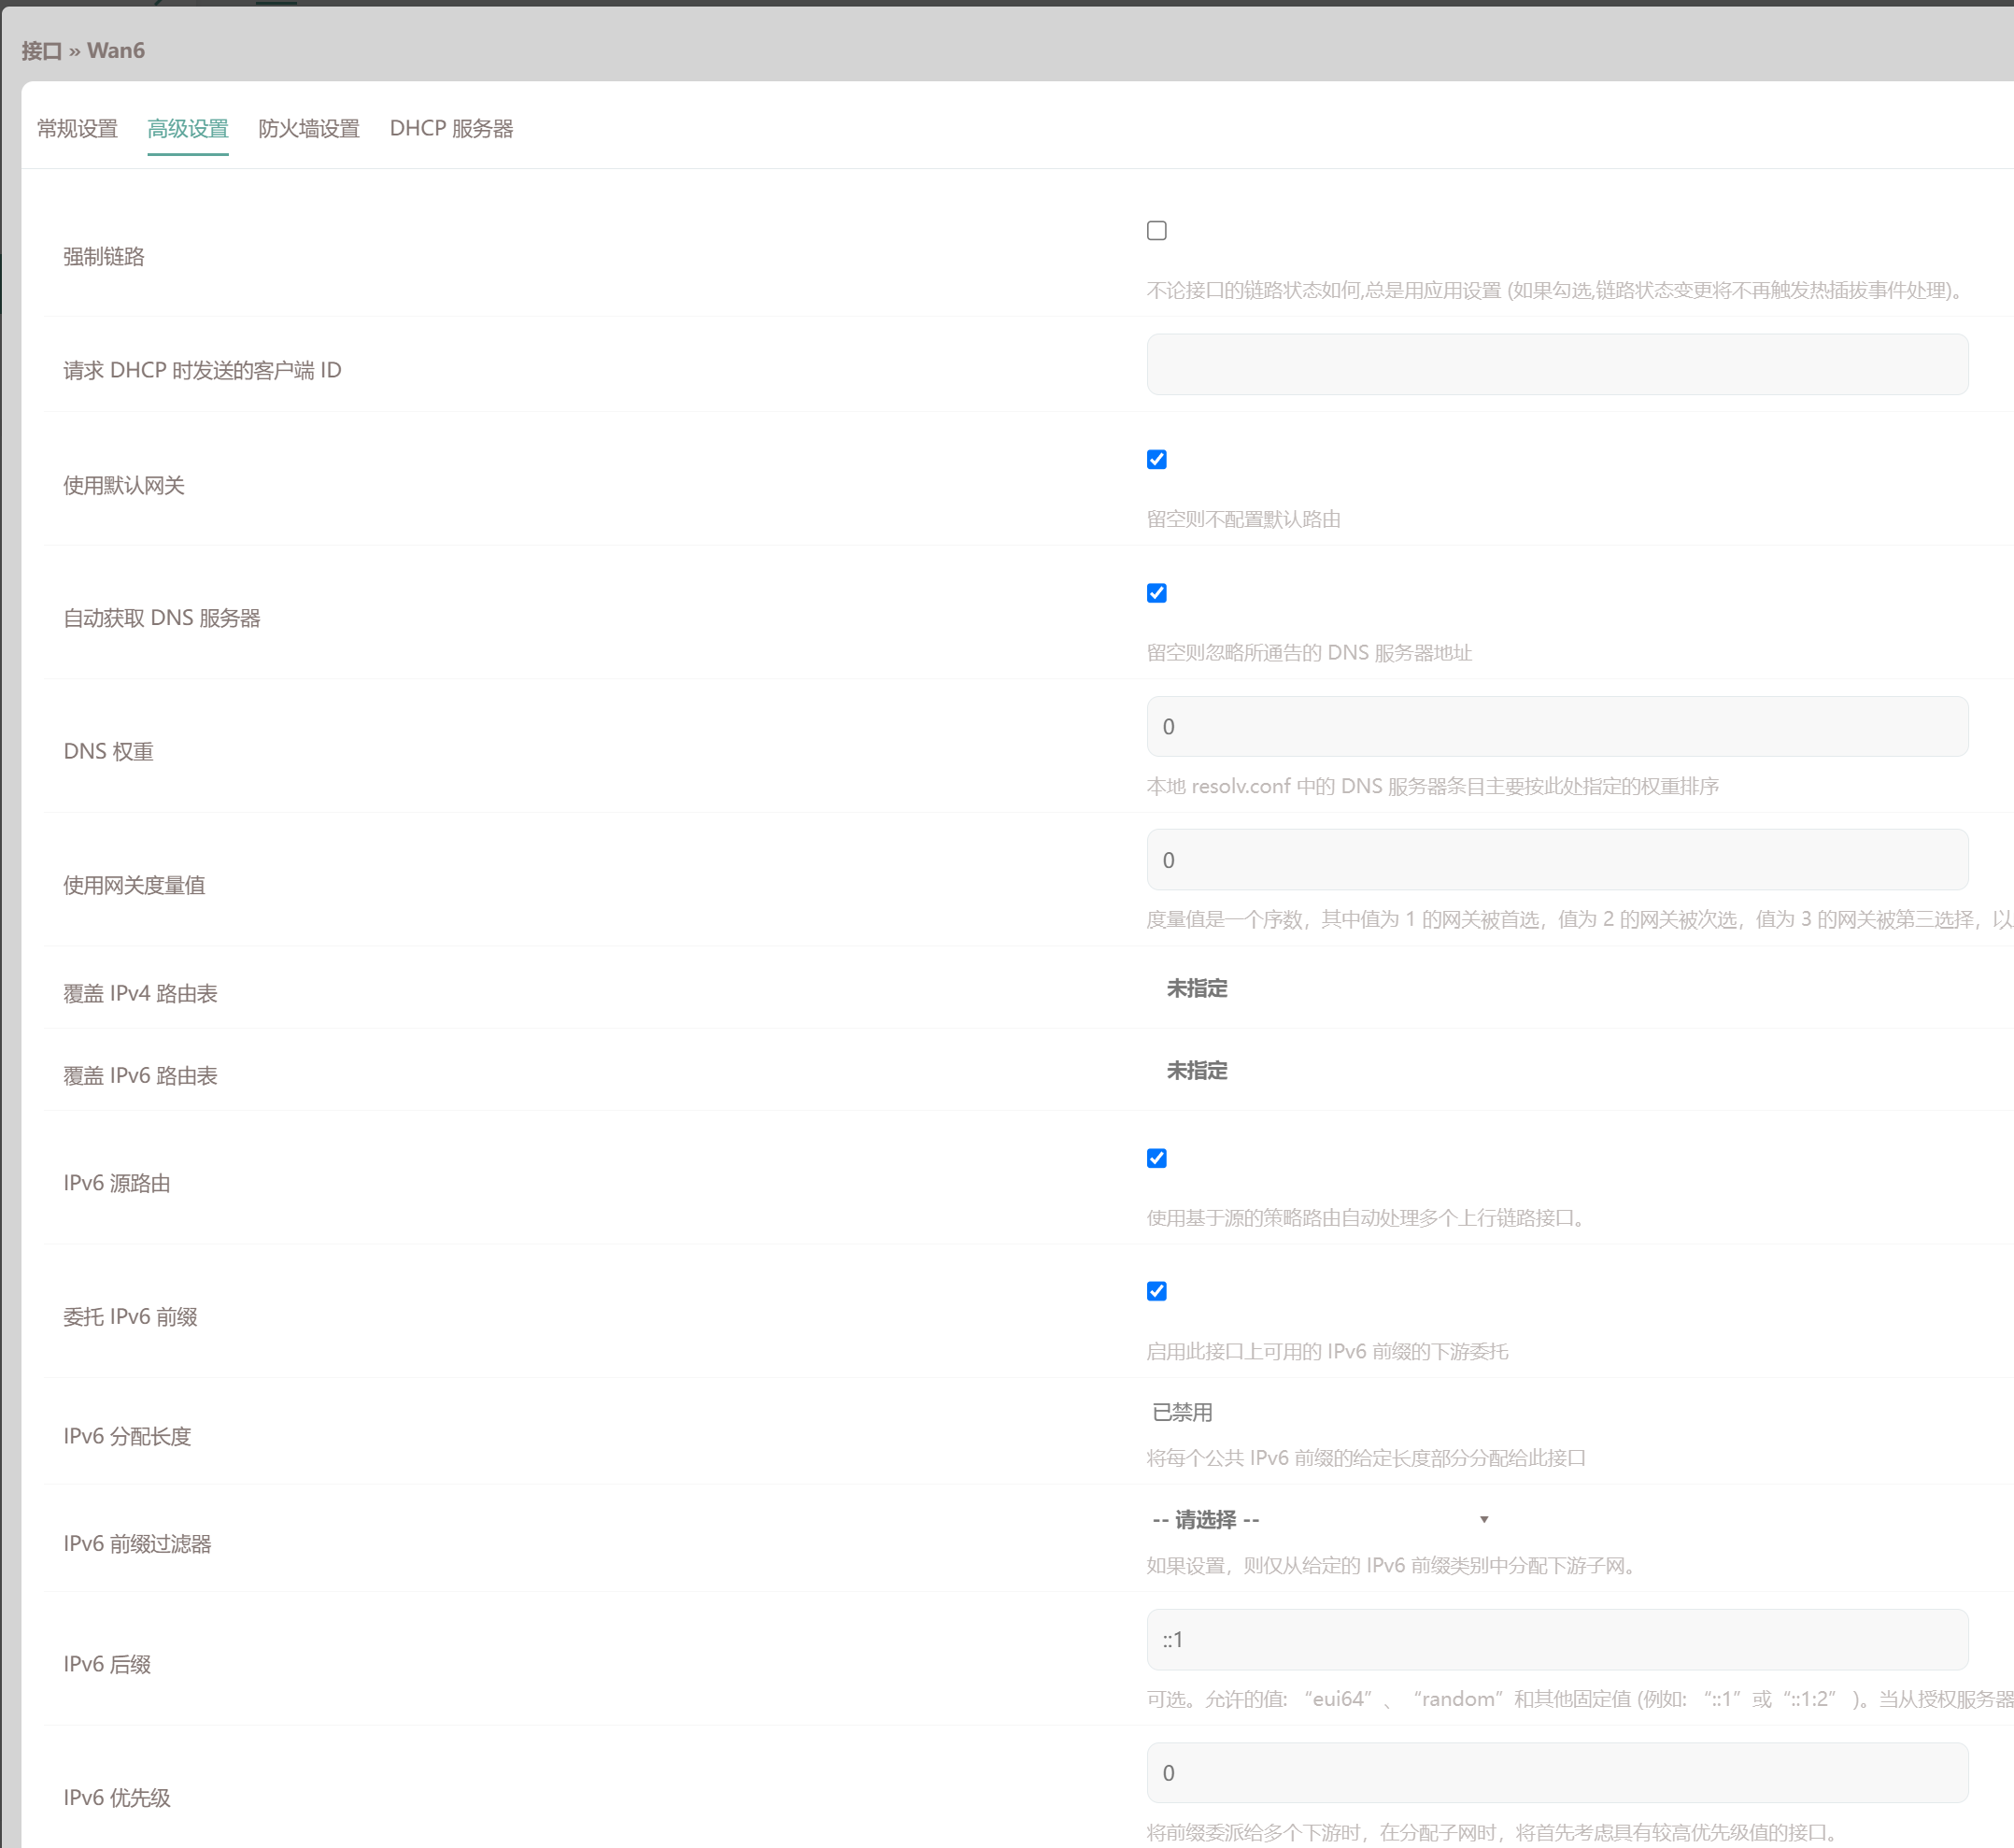 接口 » Wan6
常规设置 高级设置 防火墙设置 DHCP 服务器
强制链路
不论接口的链路状态如何,总是用应用设置 (如果勾选,链路状态变更将不再触发热插拔事件处理)。
请求 DHCP 时发送的客户端 ID
使用默认网关
留空则不配置默认路由
自动获取 DNS 服务器
留空则忽略所通告的 DNS 服务器地址
DNS 权重
0
本地 resolv.conf 中的 DNS 服务器条目主要按此处指定的权重排序
使用网关度量值
0
度量值是一个序数，其中值为 1 的网关被首选，值为 2 的网关被次选，值为 3 的网关被第三选择，以
覆盖 IPv4 路由表
未指定
覆盖 IPv6 路由表
未指定
IPv6 源路由
使用基于源的策略路由自动处理多个上行链路接口。
委托 IPv6 前缀
启用此接口上可用的 IPv6 前缀的下游委托
IPv6 分配长度
已禁用
将每个公共 IPv6 前缀的给定长度部分分配给此接口
IPv6 前缀过滤器
-- 请选择 --
如果设置，则仅从给定的 IPv6 前缀类别中分配下游子网。
IPv6 后缀
::1
可选。允许的值: “eui64”、“random”和其他固定值 (例如: “::1”或“::1:2” )。当从授权服务器
IPv6 优先级
0
将前缀委派给多个下游时，在分配子网时，将首先考虑具有较高优先级值的接口。